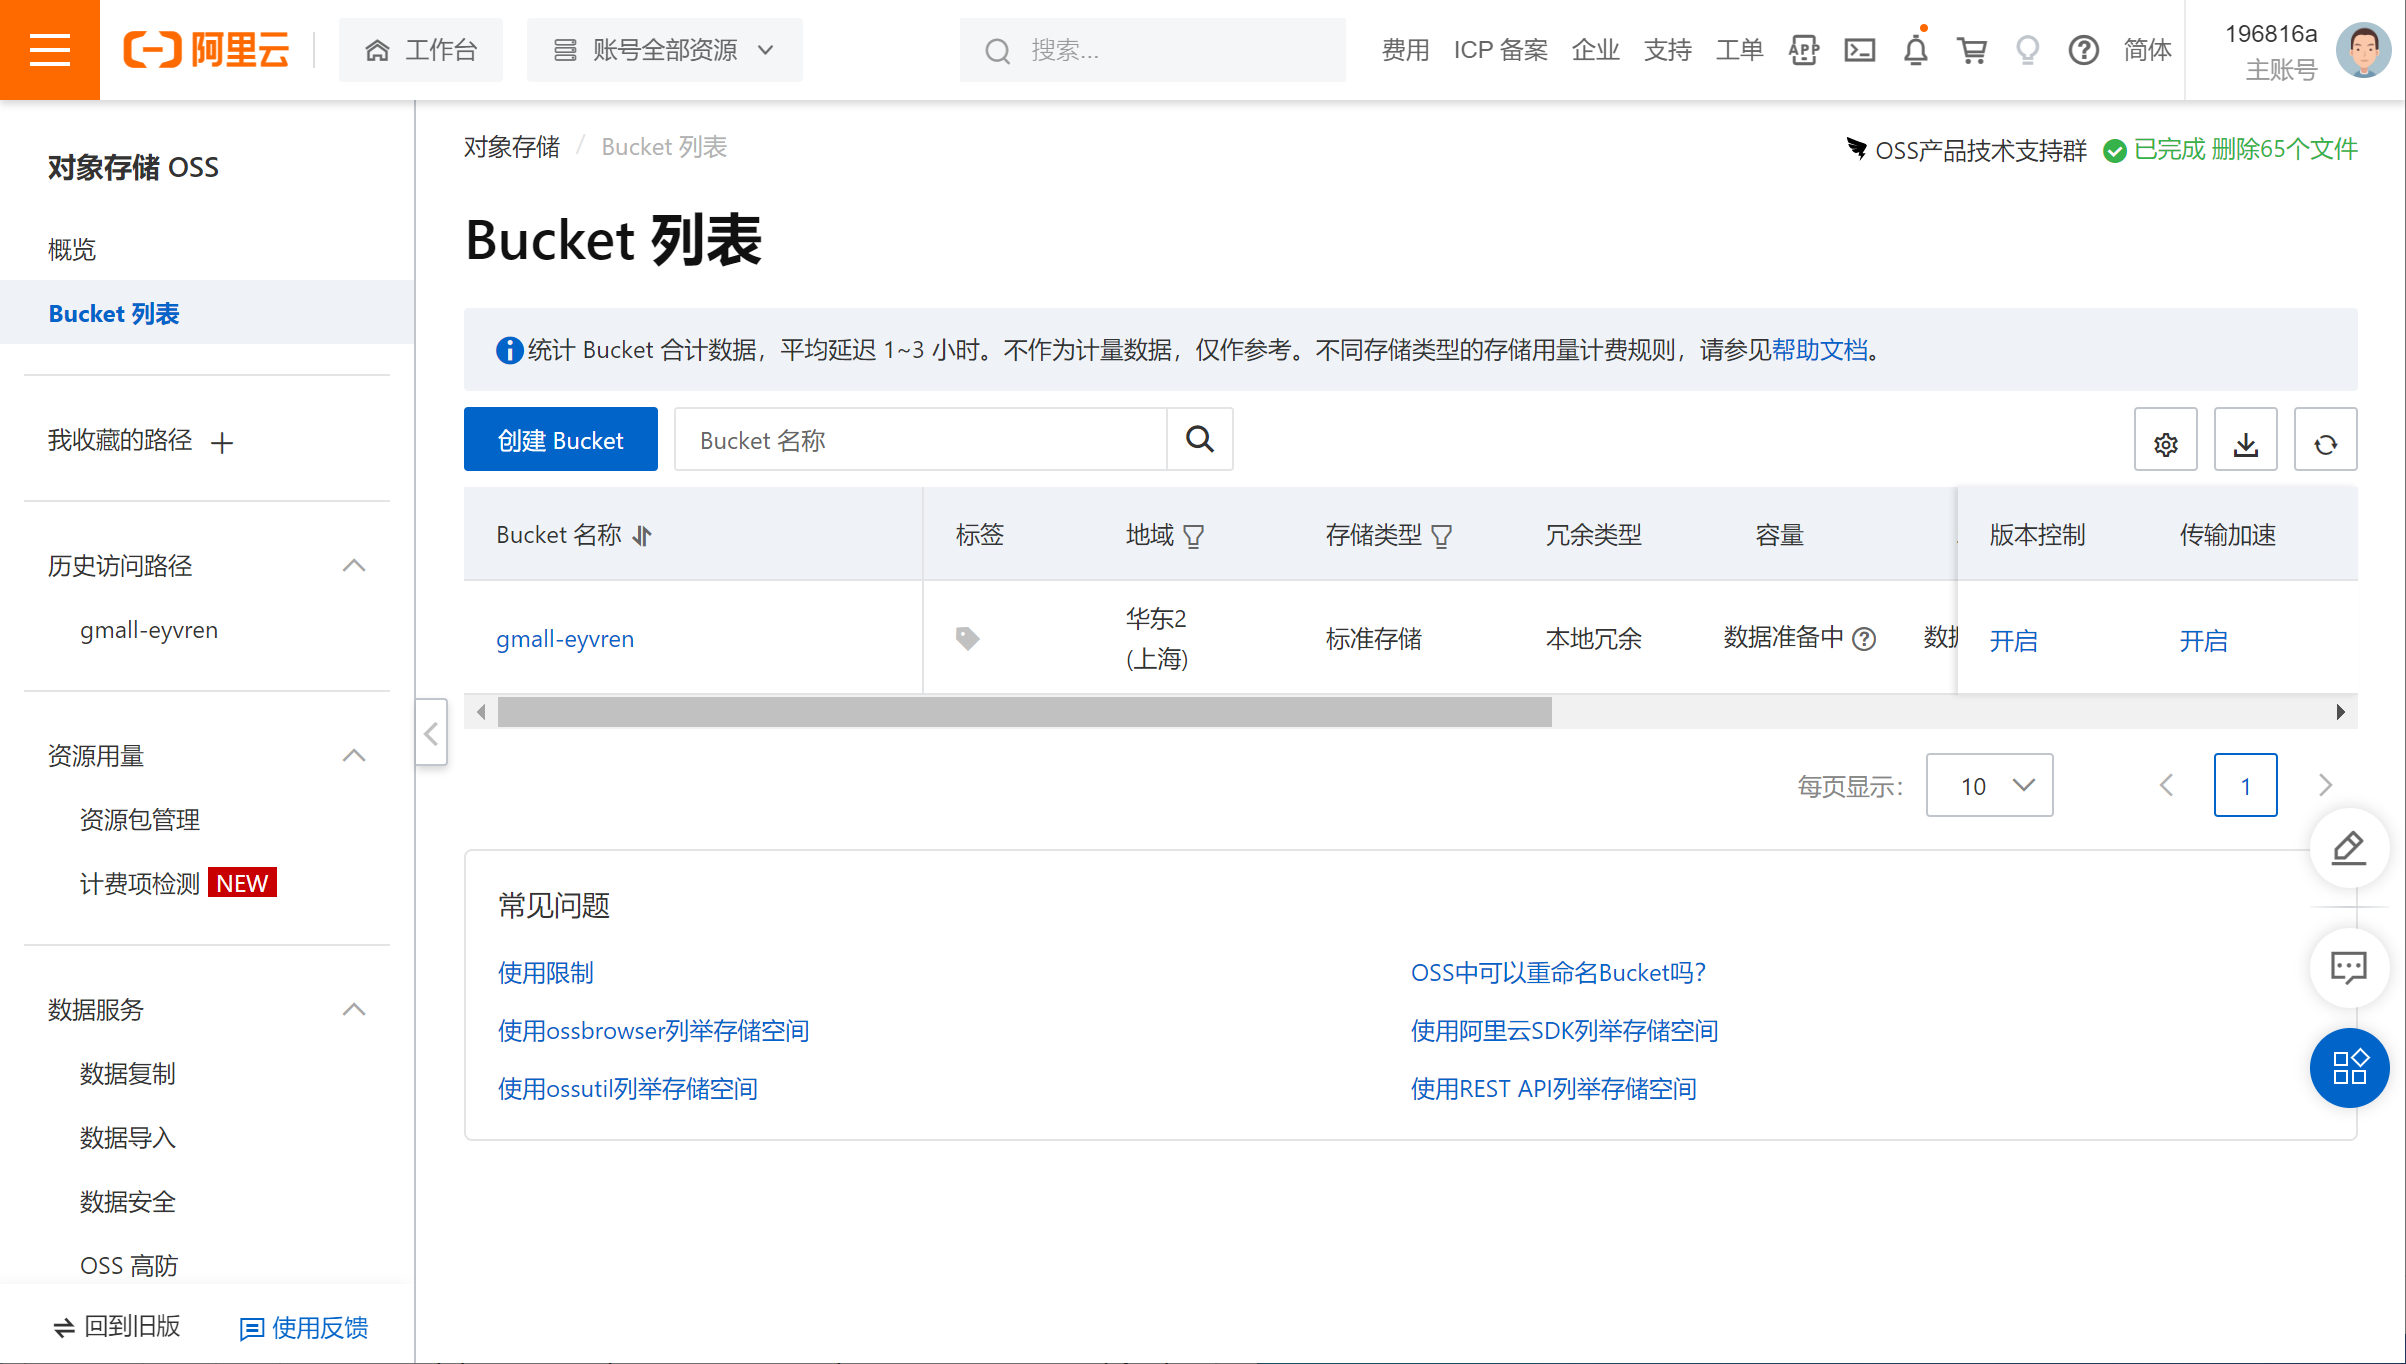 阿里云
工作台
账号全部资源
搜索...
费用
ICP 备案
企业
支持
工单
APP
简体
196816a
主账号
对象存储 OSS
概览
Bucket 列表
我收藏的路径
历史访问路径
gmall-eyvren
资源用量
资源包管理
计费项检测 NEW
数据服务
数据复制
数据导入
数据安全
OSS 高防
回到旧版
使用反馈
对象存储 / Bucket 列表
OSS产品技术支持群
已完成 删除65个文件
Bucket 列表
统计 Bucket 合计数据，平均延迟 1~3 小时。不作为计量数据，仅作参考。不同存储类型的存储用量计费规则，请参见帮助文档。
创建 Bucket
Bucket 名称
Bucket 名称 标签 地域 存储类型 冗余类型 容量 版本控制 传输加速
gmall-eyvren 华东2 (上海) 标准存储 本地冗余 数据准备中 数据 开启 开启
每页显示：
10
1
常见问题
使用限制
OSS中可以重命名Bucket吗？
使用ossbrowser列举存储空间
使用阿里云SDK列举存储空间
使用ossutil列举存储空间
使用REST API列举存储空间